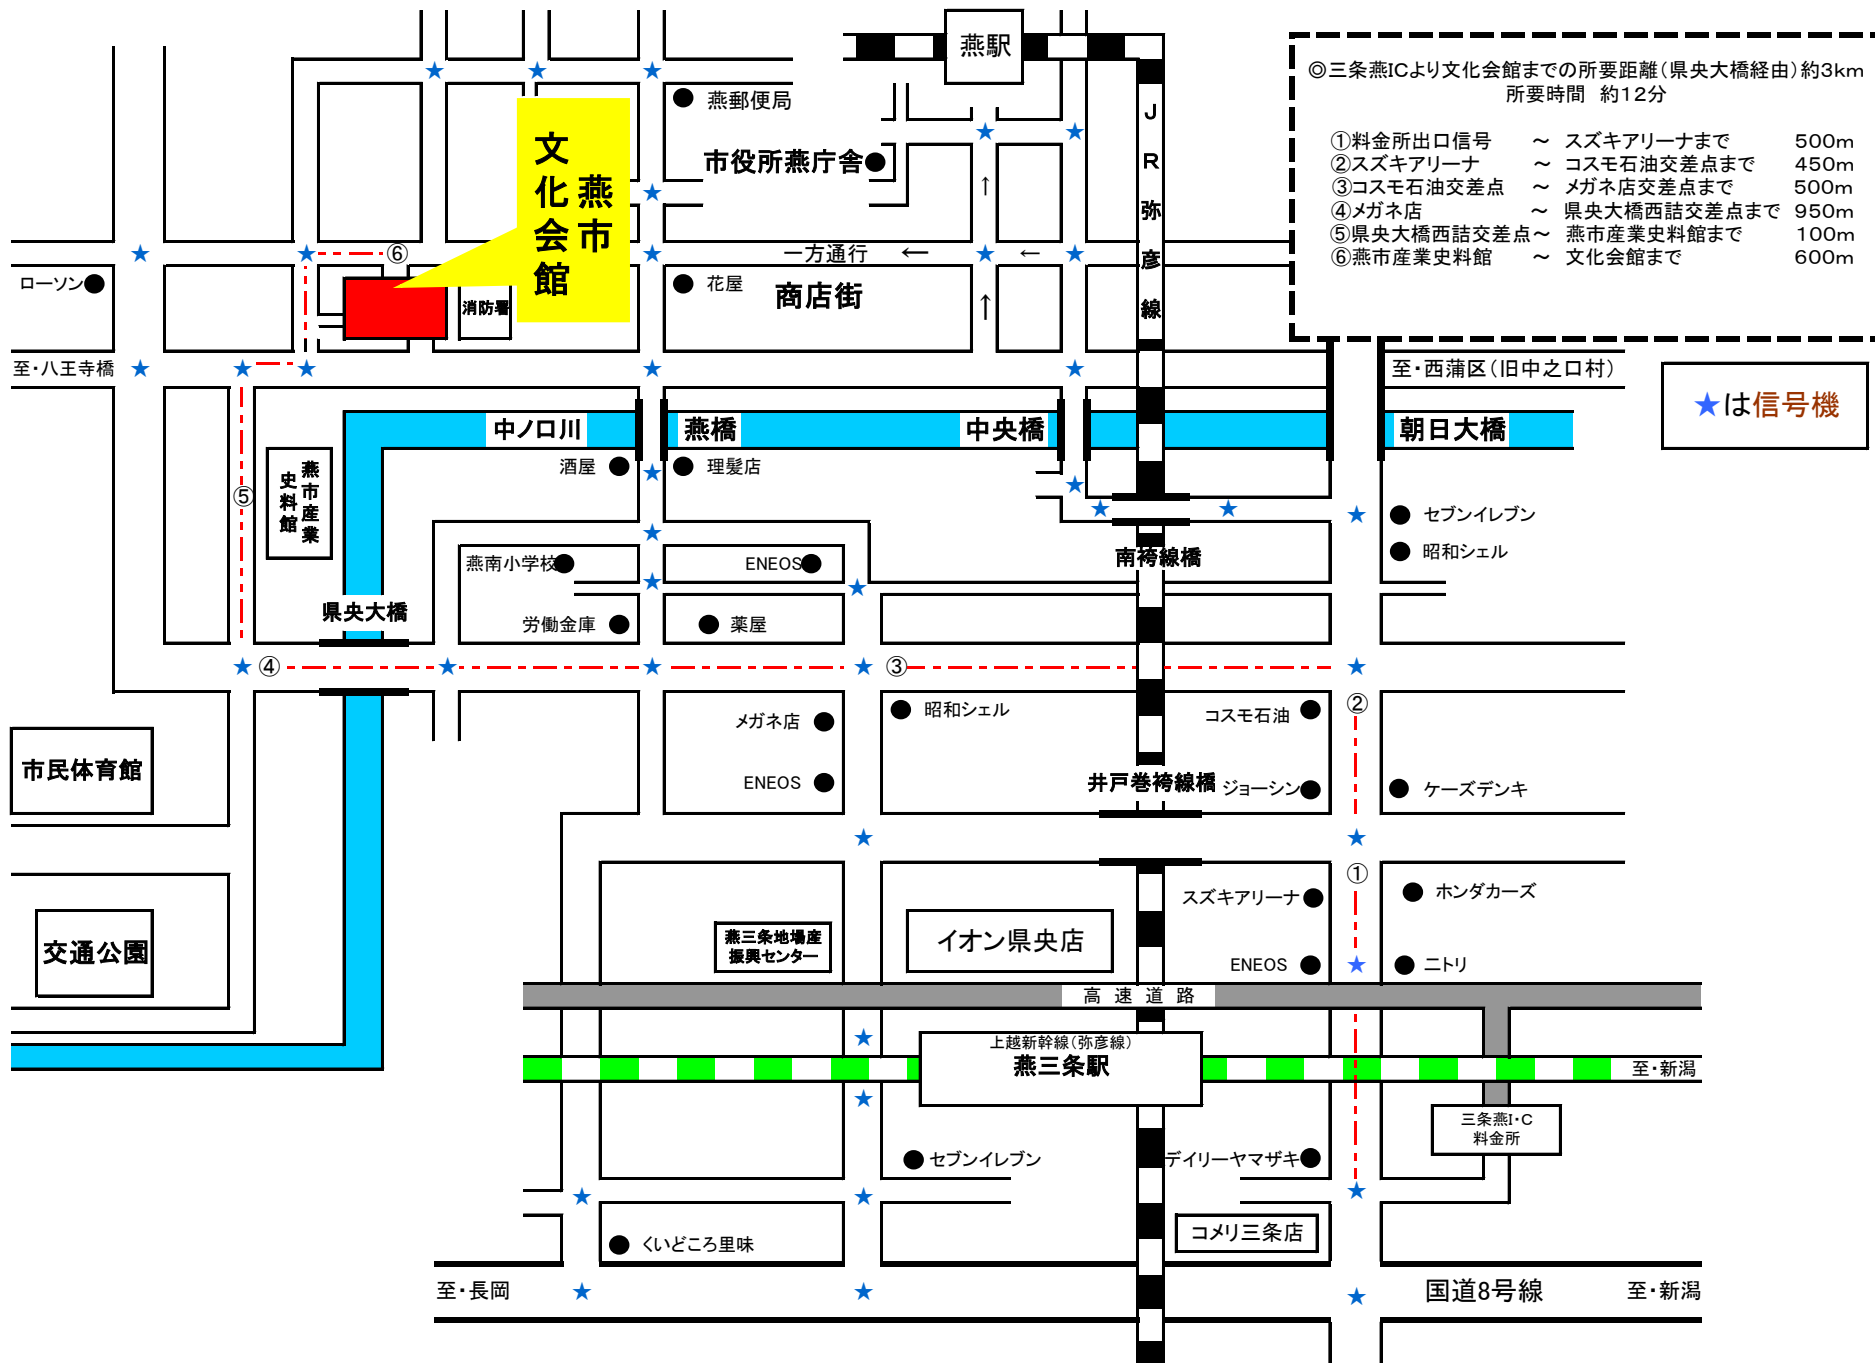 燕駅
◎三条燕ICより文化会館までの所要距離(県央大橋経由)約3km
所要時間 約12分
①料金所出口信号 ～ スズキアリーナまで 500m
②スズキアリーナ ～ コスモ石油交差点まで 450m
③コスモ石油交差点 ～ メガネ店交差点まで 500m
④メガネ店 ～ 県央大橋西詰交差点まで 950m
⑤県央大橋西詰交差点～ 燕市産業史料館まで 100m
⑥燕市産業史料館 ～ 文化会館まで 600m
★は信号機
燕郵便局
市役所燕庁舎
燕市
文化会館
JR弥彦線
⑥
一方通行 ← ←
ローソン
消防署
花屋
商店街
至・八王寺橋
至・西蒲区(旧中之口村)
中ノ口川
燕橋
中央橋
朝日大橋
酒屋
理髪店
燕市産業
史料館
⑤
セブンイレブン
昭和シェル
燕南小学校
ENEOS
南袴線橋
県央大橋
労働金庫
薬屋
④
③
②
メガネ店
昭和シェル
コスモ石油
市民体育館
ENEOS
井戸巻袴線橋
ジョーシン
ケーズデンキ
①
スズキアリーナ
ホンダカーズ
交通公園
燕三条地場産
振興センター
イオン県央店
ENEOS
ニトリ
高速道路
上越新幹線(弥彦線)
燕三条駅
至・新潟
三条燕I・C
料金所
セブンイレブン
デイリーヤマザキ
コメリ三条店
くいどころ里味
至・長岡
国道8号線
至・新潟